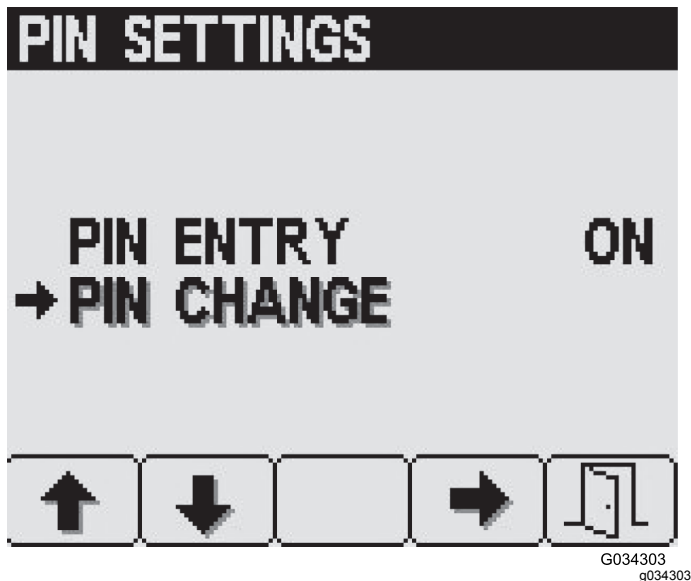 PIN SETTINGS
PIN ENTRY ON
PIN CHANGE
G034303
g034303